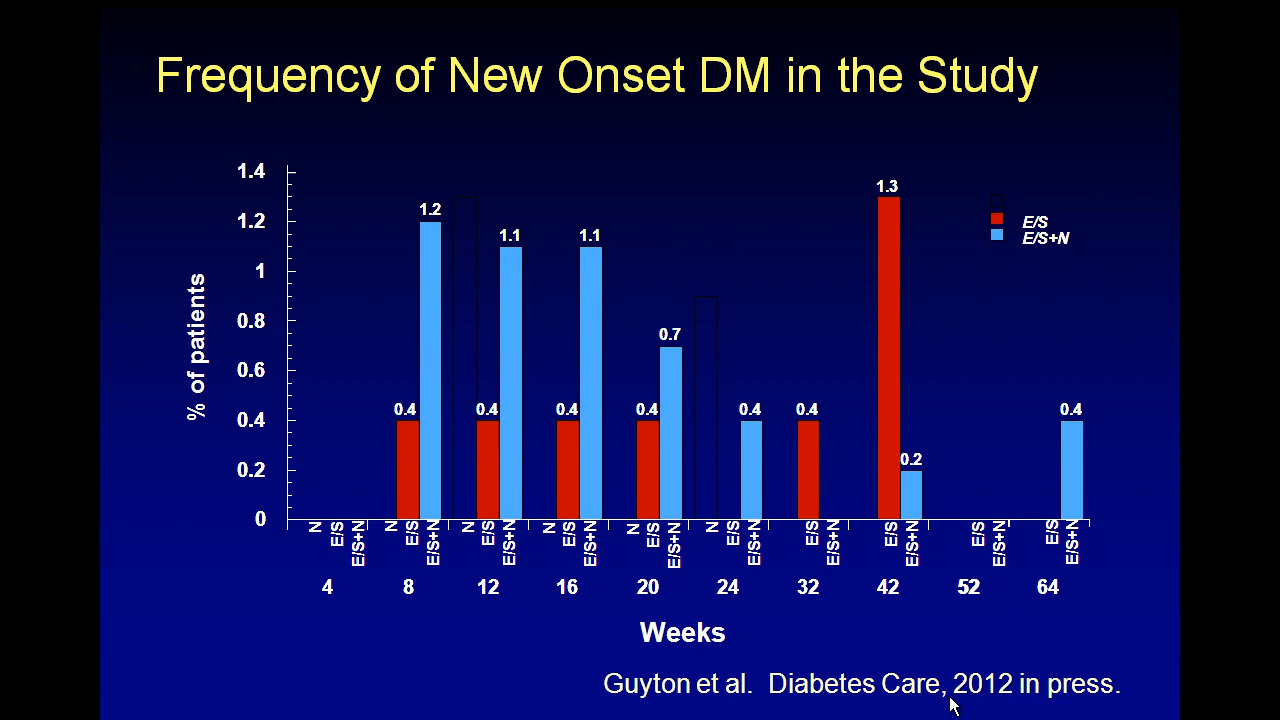 Frequency of New Onset DM in the Study
1.4
1.2
1
0.8
0.6
0.4
0.2
0
% of patients
0.4
1.2
0.4
1.1
0.4
1.1
0.4
0.7
0.4
0.4
1.3
0.2
0.4
E/S
E/S+N
N E/S E/S+N N E/S E/S+N N E/S E/S+N N E/S E/S+N N E/S E/S+N N E/S E/S+N E/S E/S+N E/S E/S+N E/S E/S+N E/S E/S+N
4 8 12 16 20 24 32 42 52 64
Weeks
Guyton et al. Diabetes Care, 2012 in press.